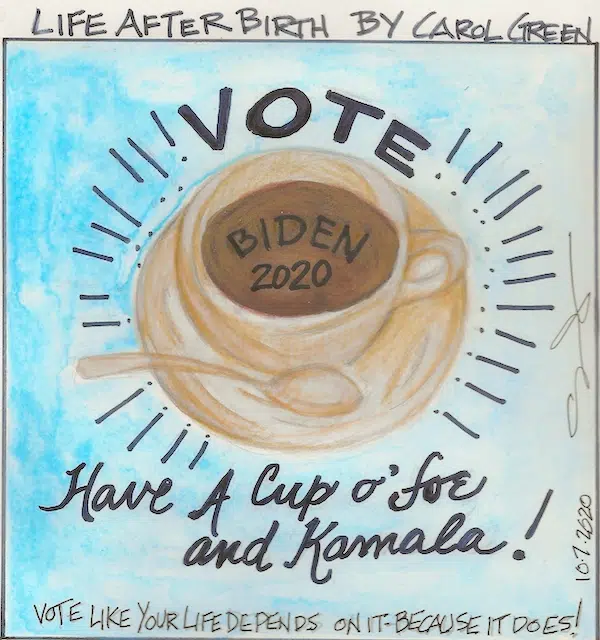 LIFE AFTER BIRTH BY CAROL GREEN
VOTE
BIDEN
2020
Have A Cup o' Joe
and Kamala!
10.7.2020
VOTE LIKE YOUR LIFE DEPENDS ON IT-BECAUSE IT DOES!